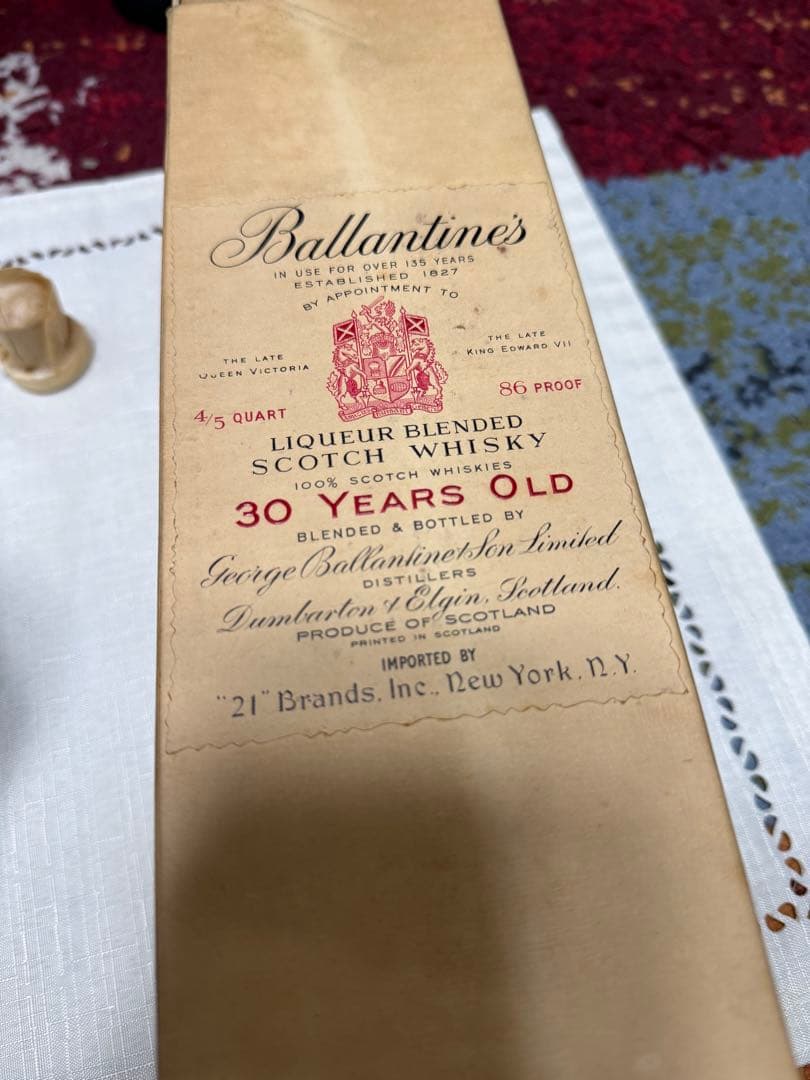 Ballantine's
IN USE FOR OVER 135 YEARS
ESTABLISHED 1827
BY APPOINTMENT TO
THE LATE
QUEEN VICTORIA
THE LATE
KING EDWARD VII
4/5 QUART
86 PROOF
LIQUEUR BLENDED
SCOTCH WHISKY
100% SCOTCH WHISKIES
30 YEARS OLD
BLENDED & BOTTLED BY
George Ballantine & Son Limited
DISTILLERS
Dumbarton & Elgin, Scotland.
PRODUCE OF SCOTLAND
PRINTED IN SCOTLAND
IMPORTED BY
"21" Brands, Inc., New York, N.Y.